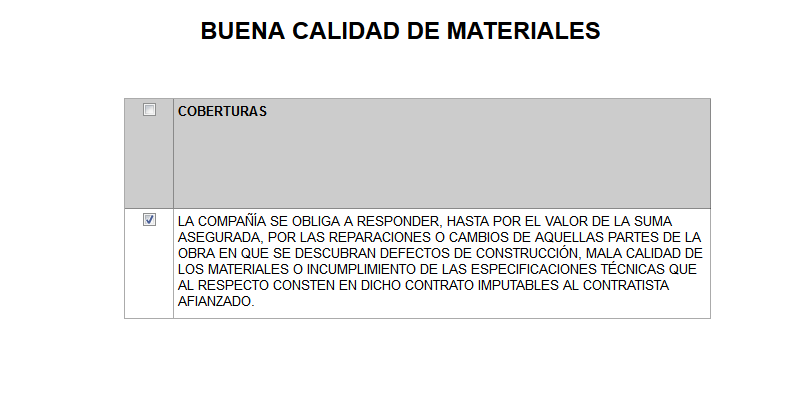 BUENA CALIDAD DE MATERIALES
COBERTURAS
LA COMPAÑÍA SE OBLIGA A RESPONDER, HASTA POR EL VALOR DE LA SUMA
ASEGURADA, POR LAS REPARACIONES O CAMBIOS DE AQUELLAS PARTES DE LA
OBRA EN QUE SE DESCUBRAN DEFECTOS DE CONSTRUCCIÓN, MALA CALIDAD DE
LOS MATERIALES O INCUMPLIMIENTO DE LAS ESPECIFICACIONES TÉCNICAS QUE
AL RESPECTO CONSTEN EN DICHO CONTRATO IMPUTABLES AL CONTRATISTA
AFIANZADO.